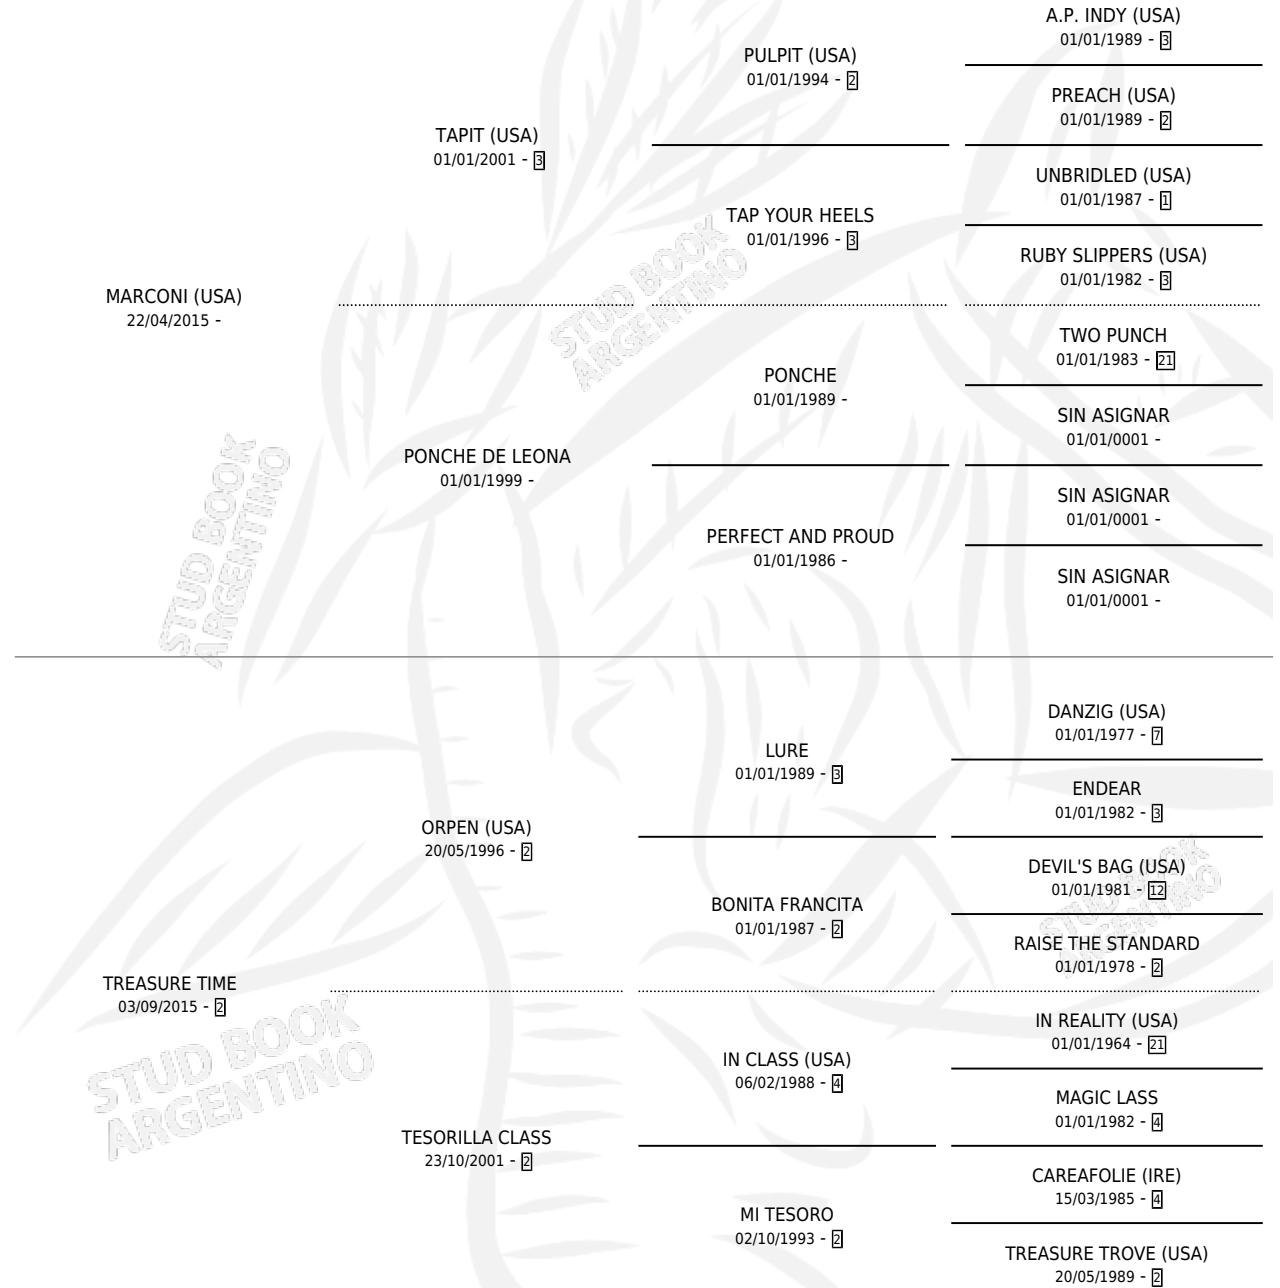 A.P. INDY (USA)
01/01/1989 - 3
PULPIT (USA)
01/01/1994 - 2
PREACH (USA)
01/01/1989 - 2
TAPIT (USA)
01/01/2001 - 3
UNBRIDLED (USA)
01/01/1987 - 1
TAP YOUR HEELS
01/01/1996 - 3
RUBY SLIPPERS (USA)
01/01/1982 - 3
MARCONI (USA)
22/04/2015 -
TWO PUNCH
01/01/1983 - 21
PONCHE
01/01/1989 -
SIN ASIGNAR
01/01/0001 -
PONCHE DE LEONA
01/01/1999 -
SIN ASIGNAR
01/01/0001 -
PERFECT AND PROUD
01/01/1986 -
SIN ASIGNAR
01/01/0001 -
STUD BOOK
ARGENTINO
STUD BOOK
ARGENTINO
DANZIG (USA)
01/01/1977 - 7
LURE
01/01/1989 - 3
ENDEAR
01/01/1982 - 3
ORPEN (USA)
20/05/1996 - 2
DEVIL'S BAG (USA)
01/01/1981 - 12
BONITA FRANCITA
01/01/1987 - 2
RAISE THE STANDARD
01/01/1978 - 2
TREASURE TIME
03/09/2015 - 2
IN REALITY (USA)
01/01/1964 - 21
IN CLASS (USA)
06/02/1988 - 4
MAGIC LASS
01/01/1982 - 4
TESORILLA CLASS
23/10/2001 - 2
CAREAFOLIE (IRE)
15/03/1985 - 4
MI TESORO
02/10/1993 - 2
TREASURE TROVE (USA)
20/05/1989 - 2
STUD BOOK
ARGENTINO
STUD BOOK
ARGENTINO